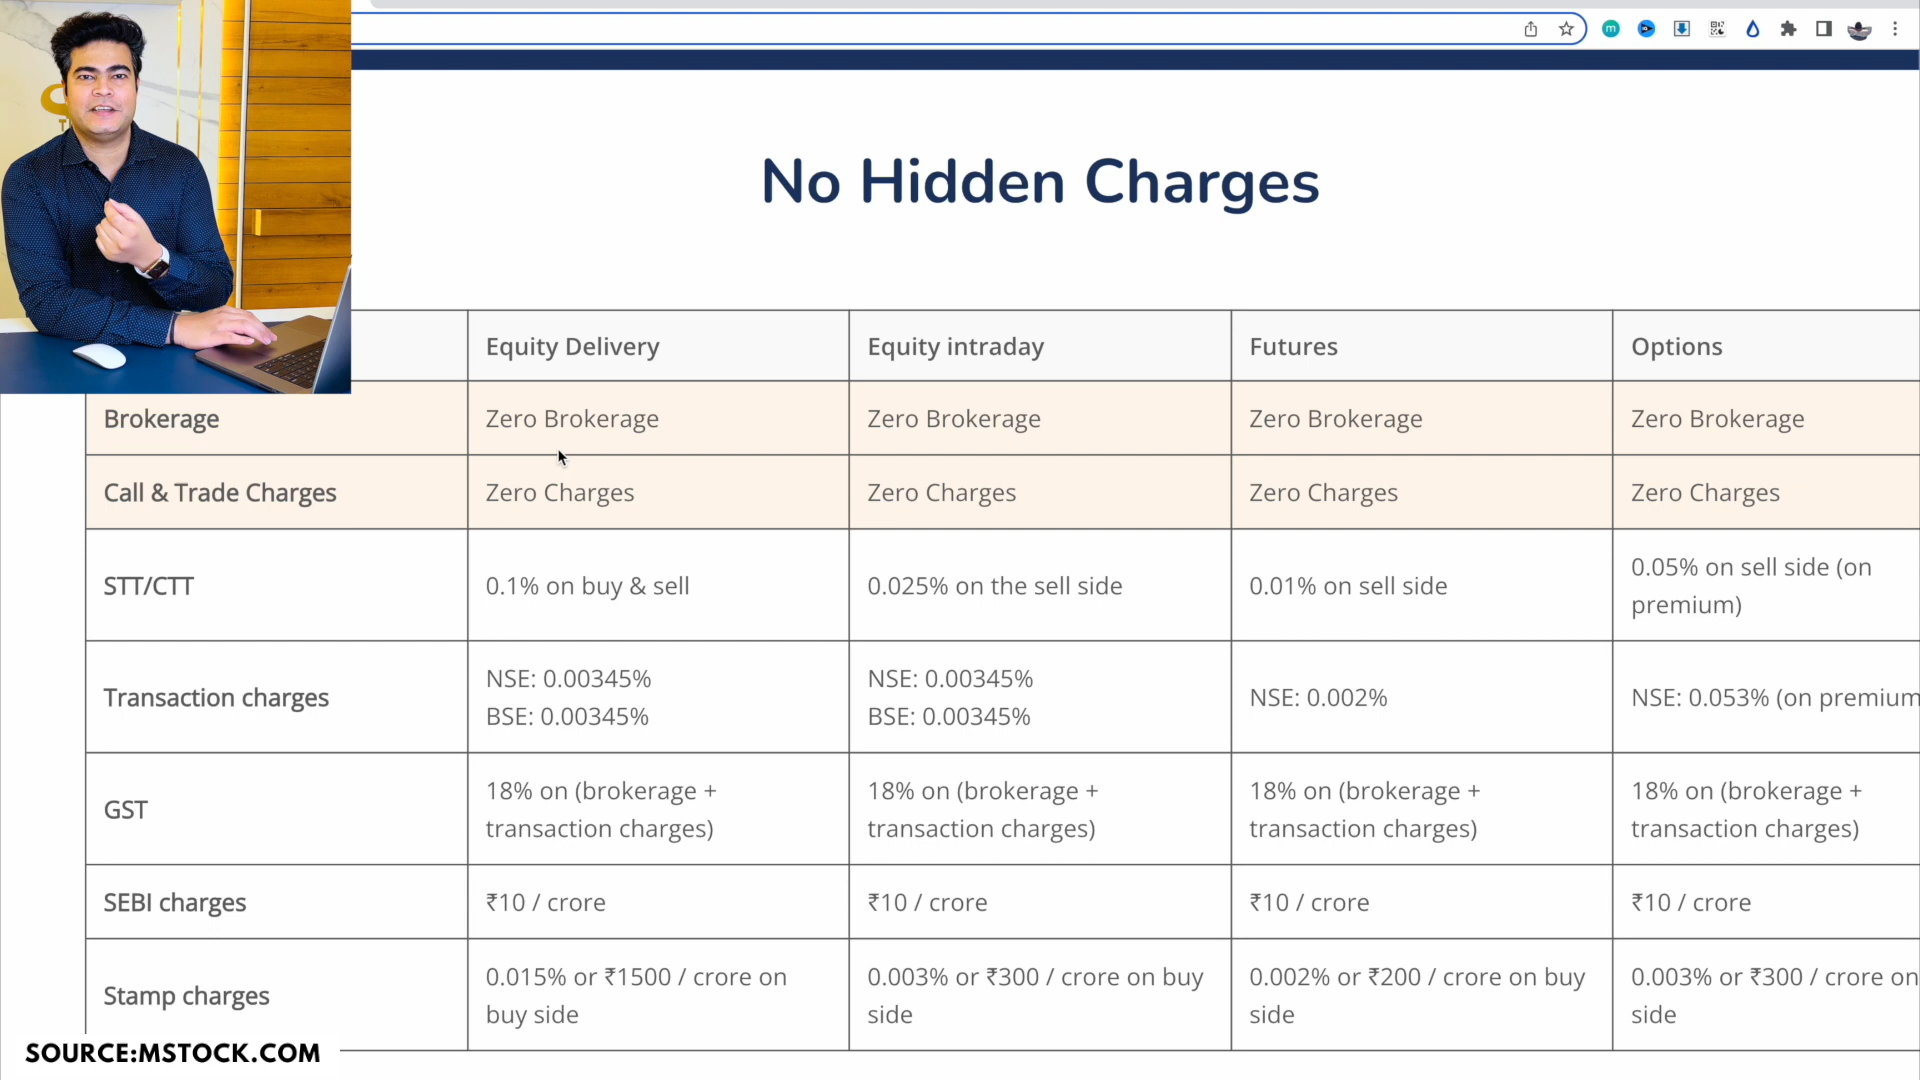 No Hidden Charges
Equity Delivery
Equity intraday
Futures
Options
Brokerage
Zero Brokerage
Zero Brokerage
Zero Brokerage
Zero Brokerage
Call & Trade Charges
Zero Charges
Zero Charges
Zero Charges
Zero Charges
STT/CTT
0.1% on buy & sell
0.025% on the sell side
0.01% on sell side
0.05% on sell side (on
premium)
Transaction charges
NSE: 0.00345%
BSE: 0.00345%
NSE: 0.00345%
BSE: 0.00345%
NSE: 0.002%
NSE: 0.053% (on premium
GST
18% on (brokerage +
transaction charges)
18% on (brokerage +
transaction charges)
18% on (brokerage +
transaction charges)
18% on (brokerage +
transaction charges)
SEBI charges
₹10 / crore
₹10 / crore
₹10 / crore
₹10 / crore
Stamp charges
0.015% or ₹1500 / crore on
buy side
0.003% or ₹300 / crore on buy
side
0.002% or ₹200 / crore on buy
side
0.003% or ₹300 / crore on
side
SOURCE:MSTOCK.COM